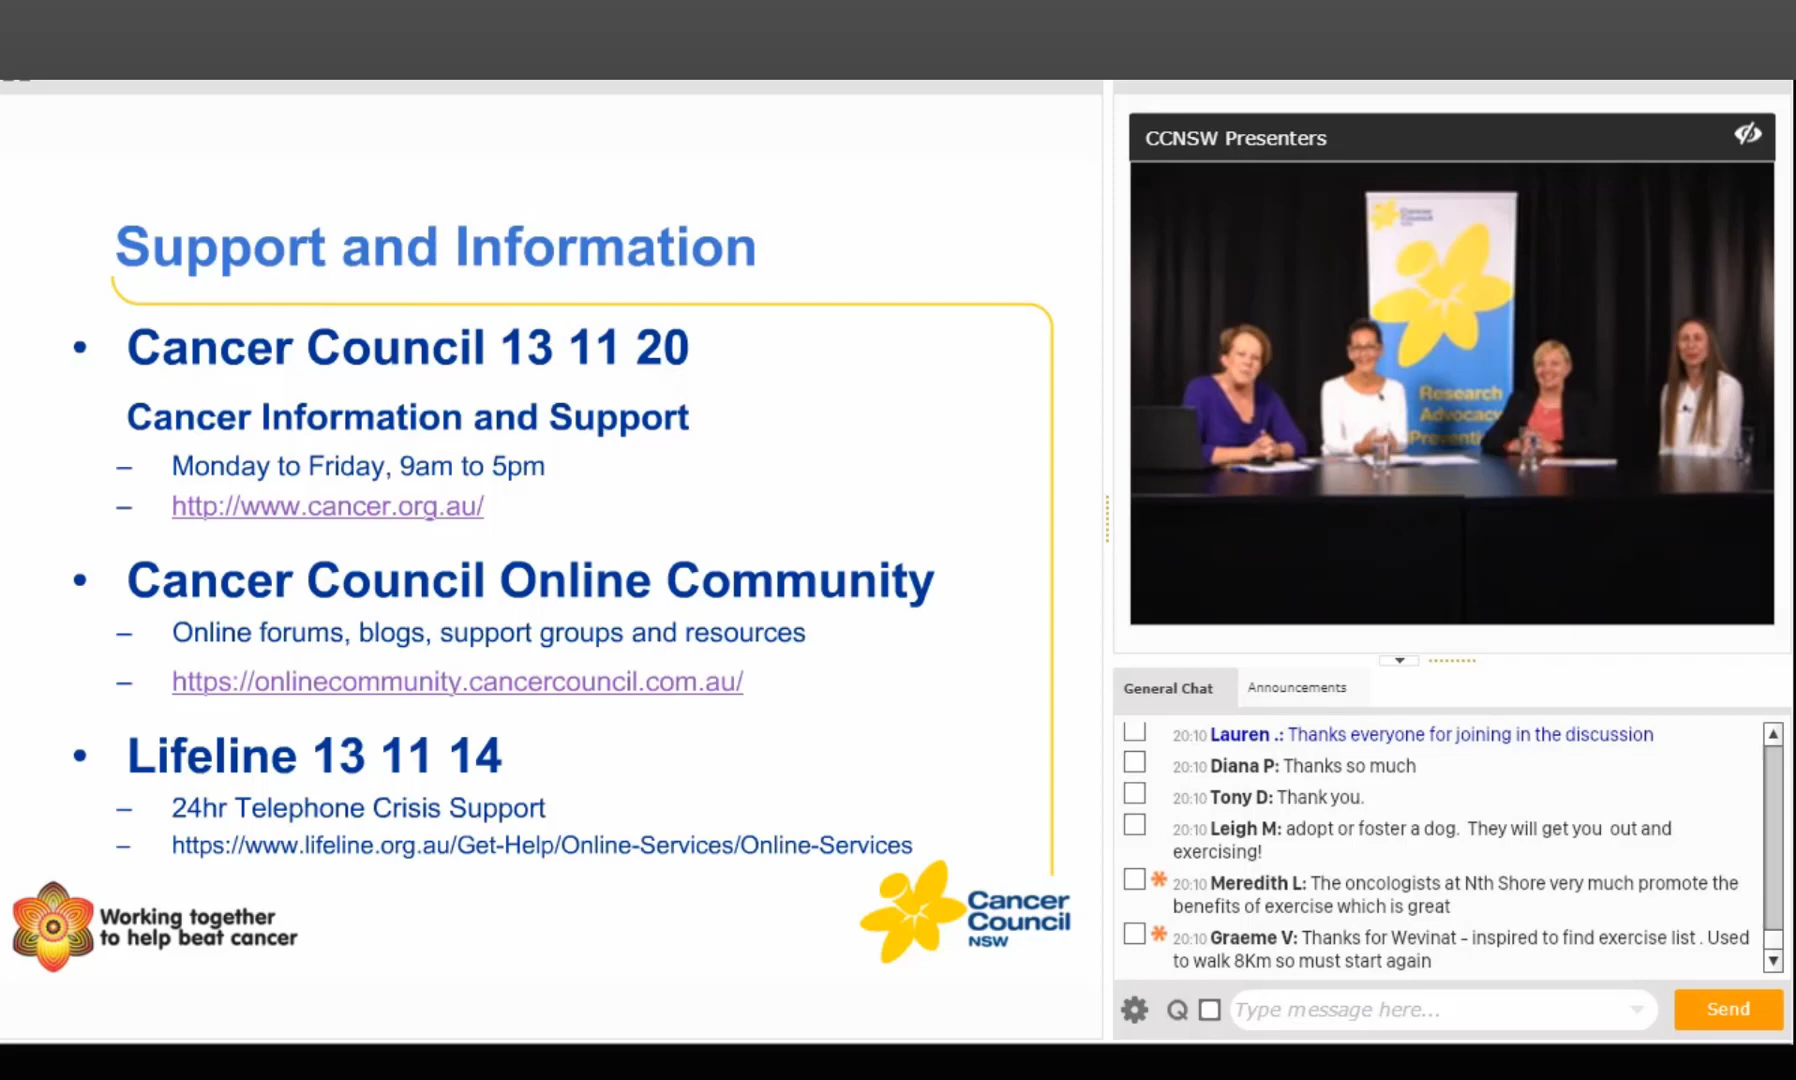 Support and Information
• Cancer Council 13 11 20
Cancer Information and Support
– Monday to Friday, 9am to 5pm
– http://www.cancer.org.au/
• Cancer Council Online Community
– Online forums, blogs, support groups and resources
– https://onlinecommunity.cancercouncil.com.au/
• Lifeline 13 11 14
– 24hr Telephone Crisis Support
– https://www.lifeline.org.au/Get-Help/Online-Services/Online-Services
Working together
to help beat cancer
Cancer
Council
NSW
CCNSW Presenters
Cancer
Council
Research
Advocacy
Preventi
General Chat
Announcements
20:10 Lauren .: Thanks everyone for joining in the discussion
20:10 Diana P: Thanks so much
20:10 Tony D: Thank you.
20:10 Leigh M: adopt or foster a dog. They will get you out and
exercising!
20:10 Meredith L: The oncologists at Nth Shore very much promote the
benefits of exercise which is great
20:10 Graeme V: Thanks for Wevinat - inspired to find exercise list . Used
to walk 8Km so must start again
Type message here...
Send